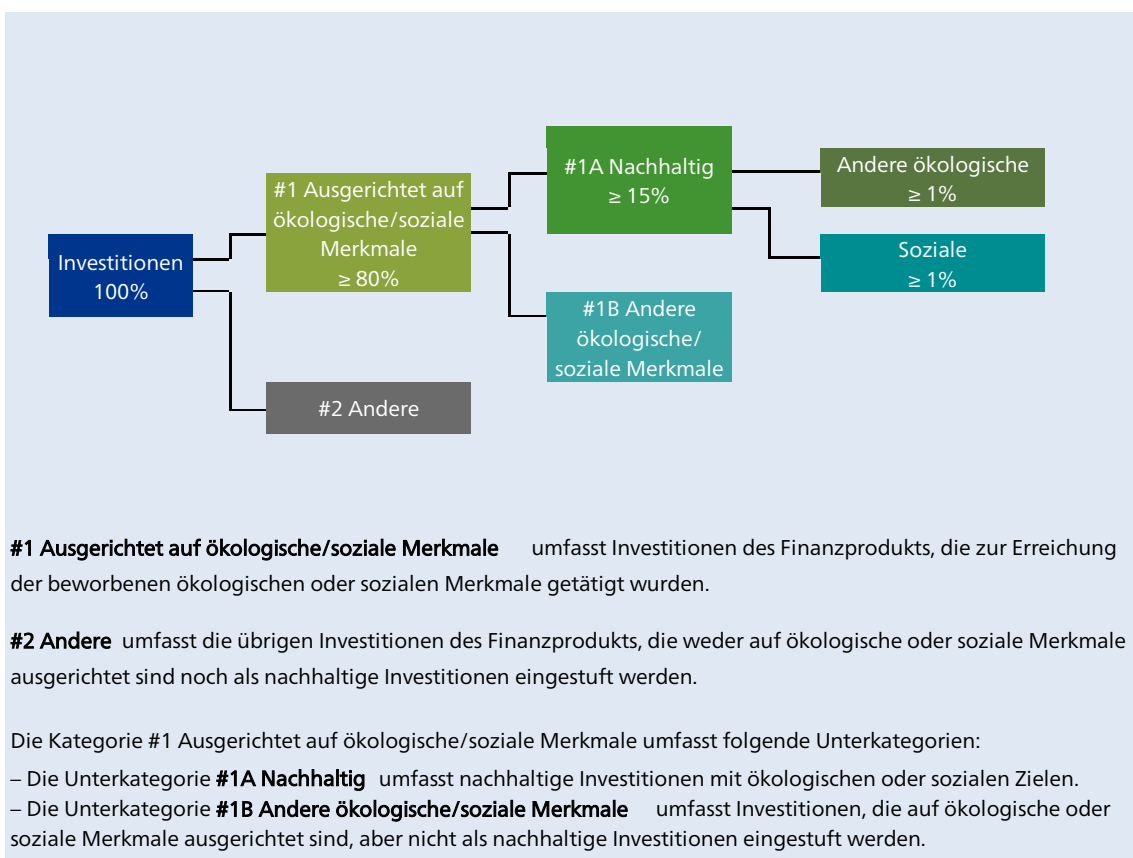 #1A Nachhaltig
≥ 15%
Andere ökologische
≥ 1%
#1 Ausgerichtet auf
ökologische/soziale
Merkmale
≥ 80%
Soziale
≥ 1%
Investitionen
100%
#1B Andere
ökologische/
soziale Merkmale
#2 Andere
#1 Ausgerichtet auf ökologische/soziale Merkmale umfasst Investitionen des Finanzprodukts, die zur Erreichung
der beworbenen ökologischen oder sozialen Merkmale getätigt wurden.
#2 Andere umfasst die übrigen Investitionen des Finanzprodukts, die weder auf ökologische oder soziale Merkmale
ausgerichtet sind noch als nachhaltige Investitionen eingestuft werden.
Die Kategorie #1 Ausgerichtet auf ökologische/soziale Merkmale umfasst folgende Unterkategorien:
– Die Unterkategorie #1A Nachhaltig umfasst nachhaltige Investitionen mit ökologischen oder sozialen Zielen.
– Die Unterkategorie #1B Andere ökologische/soziale Merkmale umfasst Investitionen, die auf ökologische oder
soziale Merkmale ausgerichtet sind, aber nicht als nachhaltige Investitionen eingestuft werden.